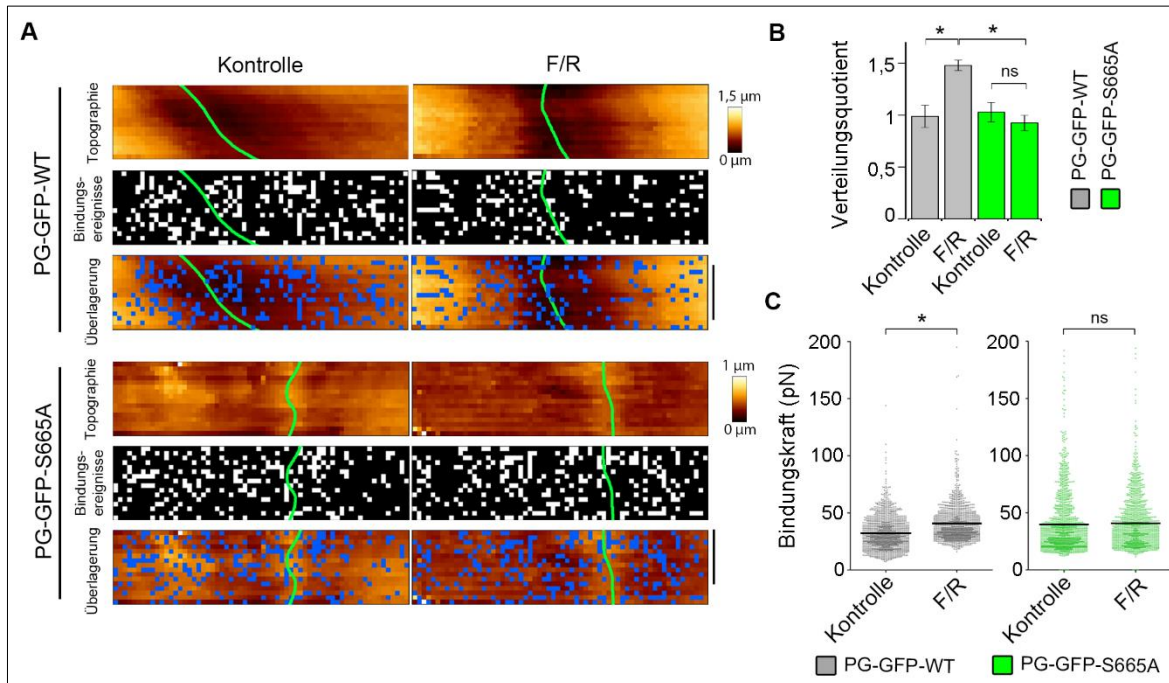 A
Kontrolle
F/R
PG-GFP-WT
Topographie
1,5 µm
0 µm
Bindungs-
ereignisse
Überlagerung
PG-GFP-S665A
Topographie
1 µm
0 µm
Bindungs-
ereignisse
Überlagerung
B
Verteilungsquotient
* *
ns
1,5
1
0,5
0
Kontrolle
F/R
Kontrolle
F/R
PG-GFP-WT
PG-GFP-S665A
C
Bindungskraft (pN)
*
200
150
100
50
0
Kontrolle
F/R
ns
200
150
100
50
0
Kontrolle
F/R
PG-GFP-WT
PG-GFP-S665A